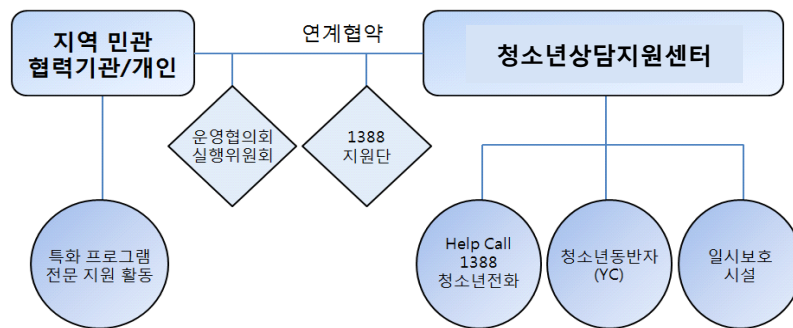 지역 민관
협력기관/개인
연계협약
청소년상담지원센터
운영협의회
실행위원회
1388
지원단
특화 프로그램
전문 지원 활동
Help Call
1388
청소년전화
청소년동반자
(YC)
일시보호
시설